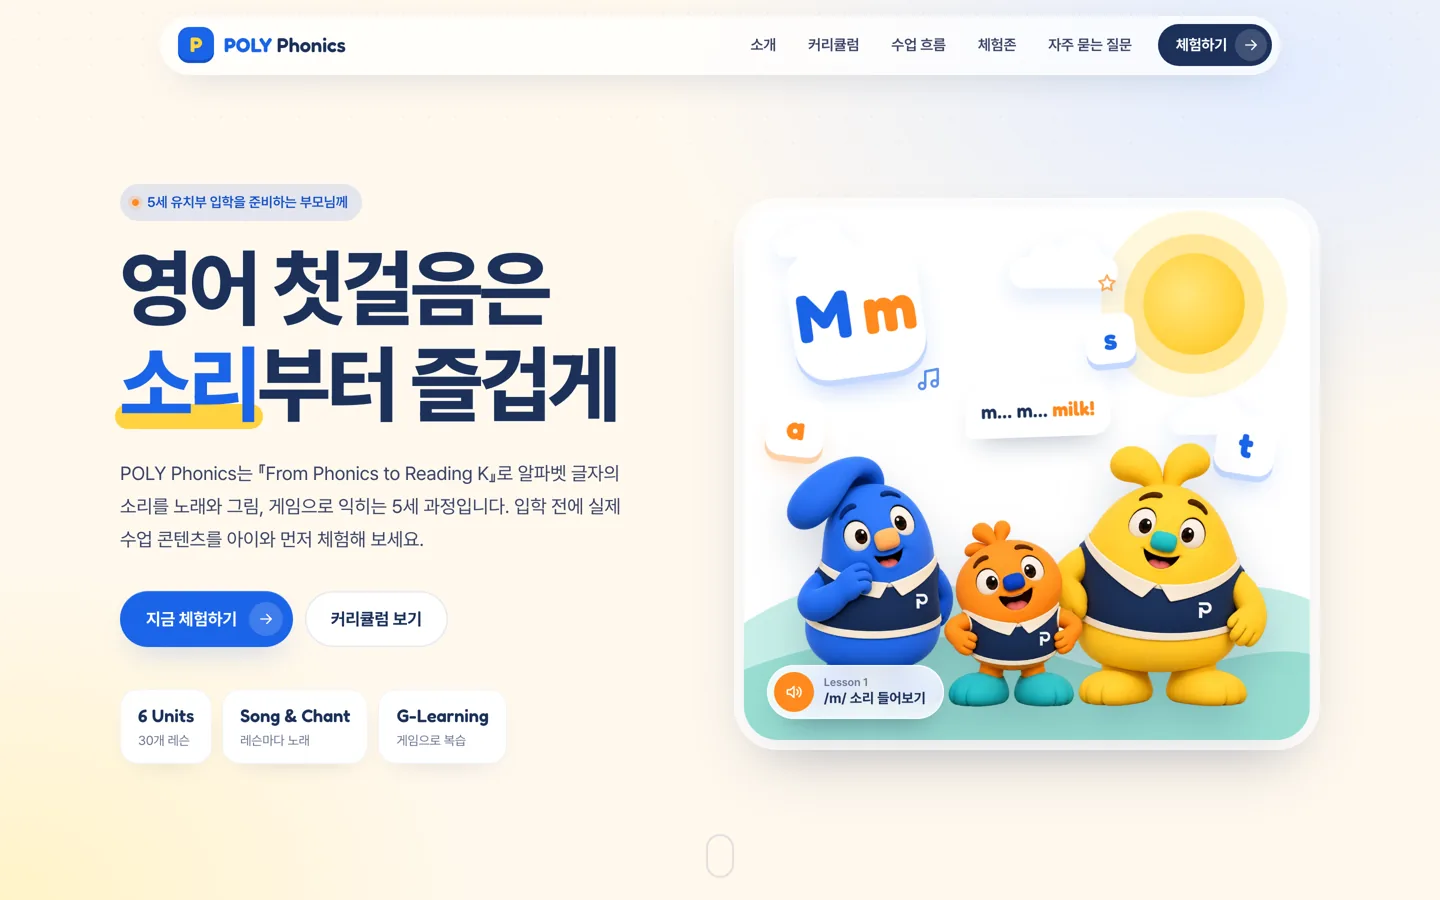 P
POLY Phonics
소개
커리큘럼
수업 흐름
체험존
자주 묻는 질문
체험하기
5세 유치부 입학을 준비하는 부모님께
영어 첫걸음은
소리부터 즐겁게
POLY Phonics는 『From Phonics to Reading K』로 알파벳 글자의
소리를 노래와 그림, 게임으로 익히는 5세 과정입니다. 입학 전에 실제
수업 콘텐츠를 아이와 먼저 체험해 보세요.
지금 체험하기
커리큘럼 보기
6 Units
30개 레슨
Song & Chant
레슨마다 노래
G-Learning
게임으로 복습
M m
s
m... m... milk!
a
t
P
P
P
Lesson 1
/m/ 소리 들어보기